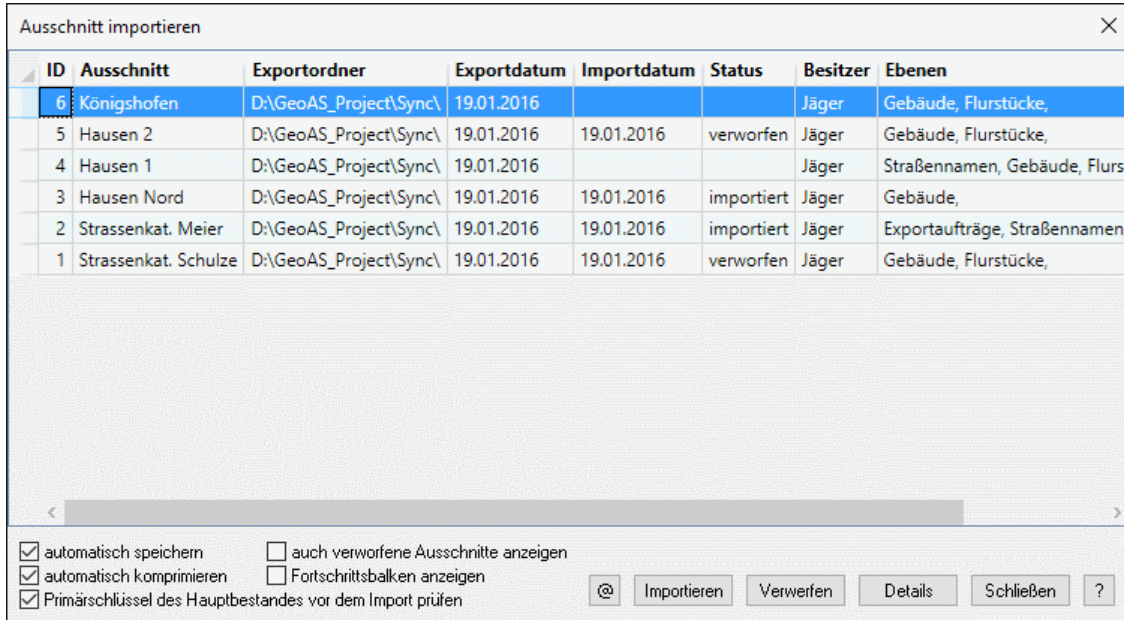 Ausschnitt importieren
ID Ausschnitt Exportordner Exportdatum Importdatum Status Besitzer Ebenen
6 Königshofen D:\GeoAS_Project\Sync\ 19.01.2016 Jäger Gebäude, Flurstücke,
5 Hausen 2 D:\GeoAS_Project\Sync\ 19.01.2016 19.01.2016 verworfen Jäger Gebäude, Flurstücke,
4 Hausen 1 D:\GeoAS_Project\Sync\ 19.01.2016 Jäger Straßennamen, Gebäude, Flurs
3 Hausen Nord D:\GeoAS_Project\Sync\ 19.01.2016 19.01.2016 importiert Jäger Gebäude,
2 Strassenkat. Meier D:\GeoAS_Project\Sync\ 19.01.2016 19.01.2016 importiert Jäger Exportaufträge, Straßennamen
1 Strassenkat. Schulze D:\GeoAS_Project\Sync\ 19.01.2016 19.01.2016 verworfen Jäger Gebäude, Flurstücke,
automatisch speichern auch verworfene Ausschnitte anzeigen
automatisch komprimieren Fortschrittsbalken anzeigen
Primärschlüssel des Hauptbestandes vor dem Import prüfen
@ Importieren Verwerfen Details Schließen ?